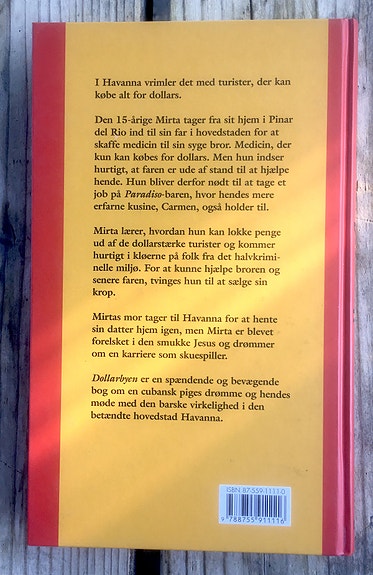 I Havanna vrimler det med turister, der kan
købe alt for dollars.
Den 15-årige Mirta tager fra sit hjem i Pinar
del Rio ind til sin far i hovedstaden for at
skaffe medicin til sin syge bror. Medicin, der
kun kan købes for dollars. Men hun indser
hurtigt, at faren er ude af stand til at hjælpe
hende. Hun bliver derfor nødt til at tage et
job på Paradiso-baren, hvor hendes mere
erfarne kusine, Carmen, også holder til.
Mirta lærer, hvordan hun kan lokke penge
ud af de dollarstærke turister og kommer
hurtigt i kløerne på folk fra det halvkrimi-
nelle miljø. For at kunne hjælpe broren og
senere faren, tvinges hun til at sælge sin
krop.
Mirtas mor tager til Havanna for at hente
sin datter hjem igen, men Mirta er blevet
forelsket i den smukke Jesus og drømmer
om en karriere som skuespiller.
Dollarbyen er en spændende og bevægende
bog om en cubansk piges drømme og hendes
møde med den barske virkelighed i den
betændte hovedstad Havanna.
ISBN 87-559-1111-0
9 788755 911116